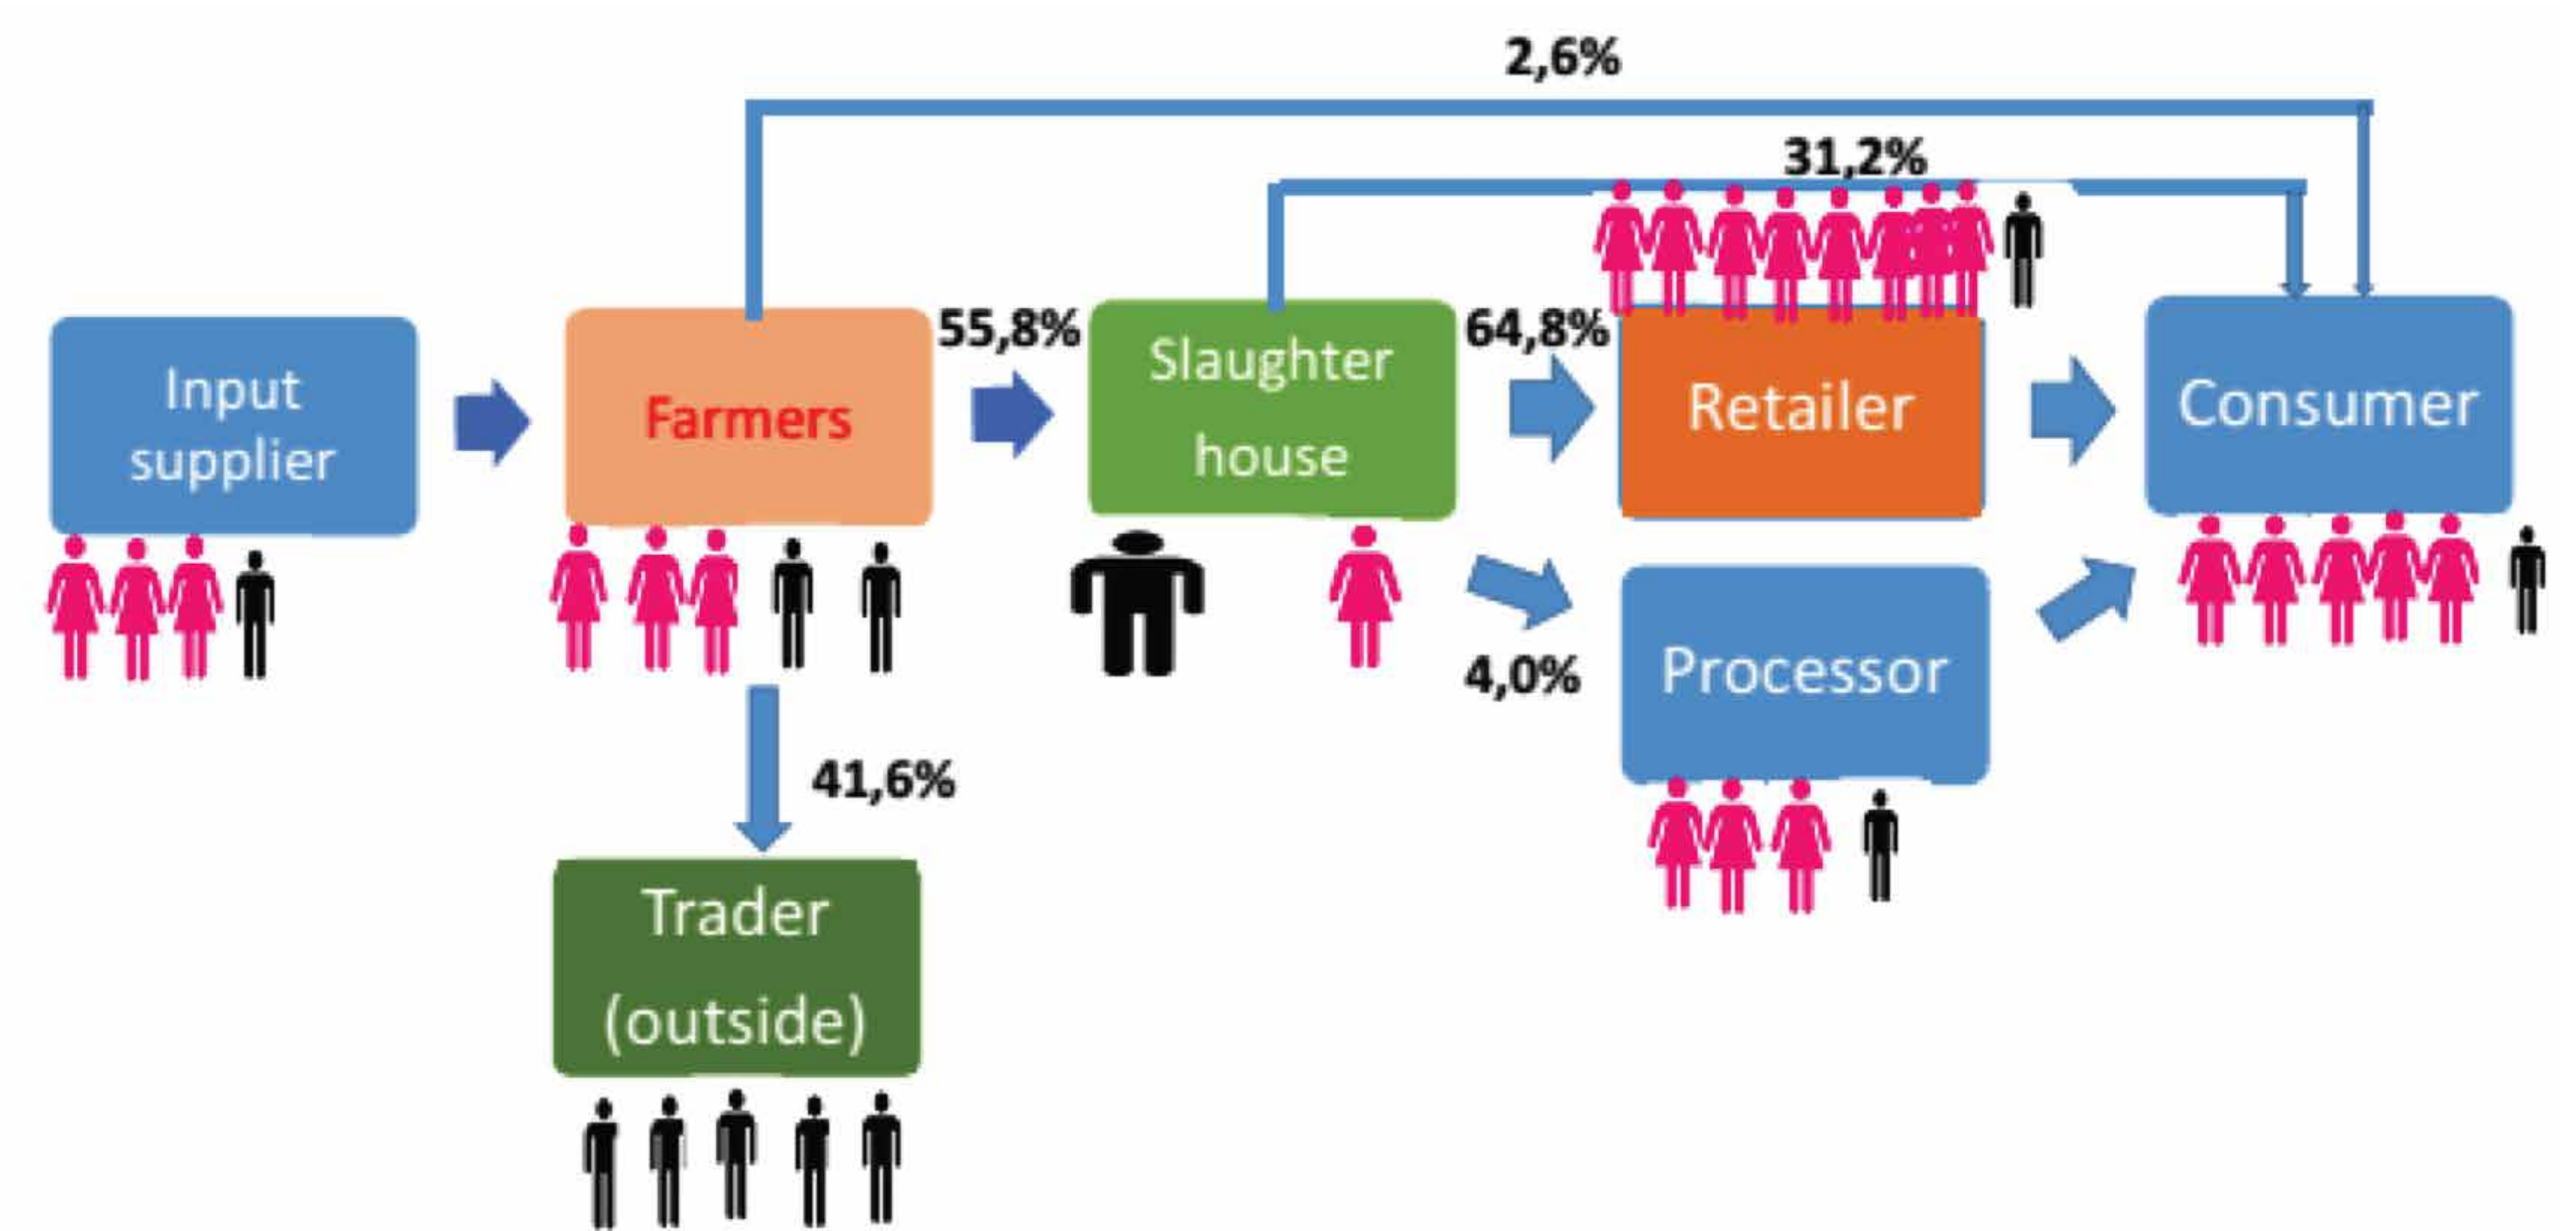 2,6%
31,2%
Input
supplier
Farmers
55,8%
Slaughter
house
64,8%
Retailer
Consumer
4,0%
Processor
41,6%
Trader
(outside)